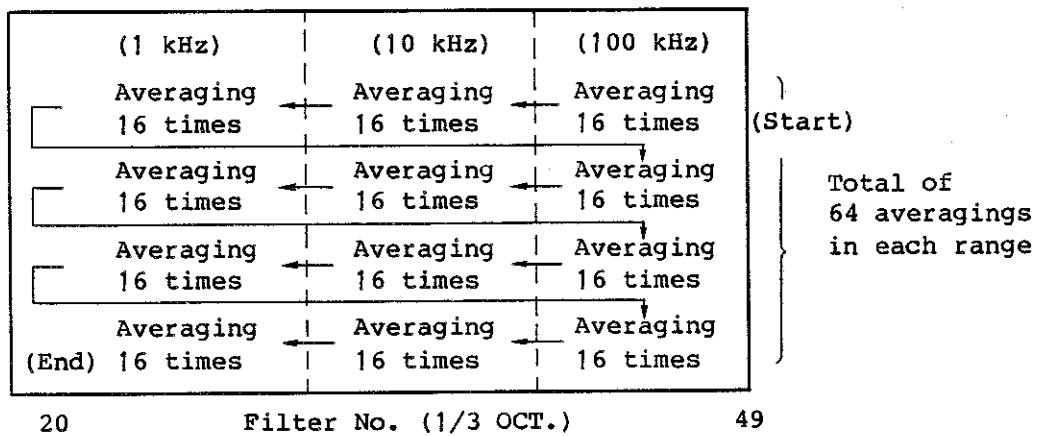 (1 kHz) (10 kHz) (100 kHz)
Averaging Averaging Averaging
16 times 16 times 16 times (Start)
Averaging Averaging Averaging
16 times 16 times 16 times
Averaging Averaging Averaging
16 times 16 times 16 times
Averaging Averaging Averaging
(End) 16 times 16 times 16 times
Total of
64 averagings
in each range
20 Filter No. (1/3 OCT.) 49